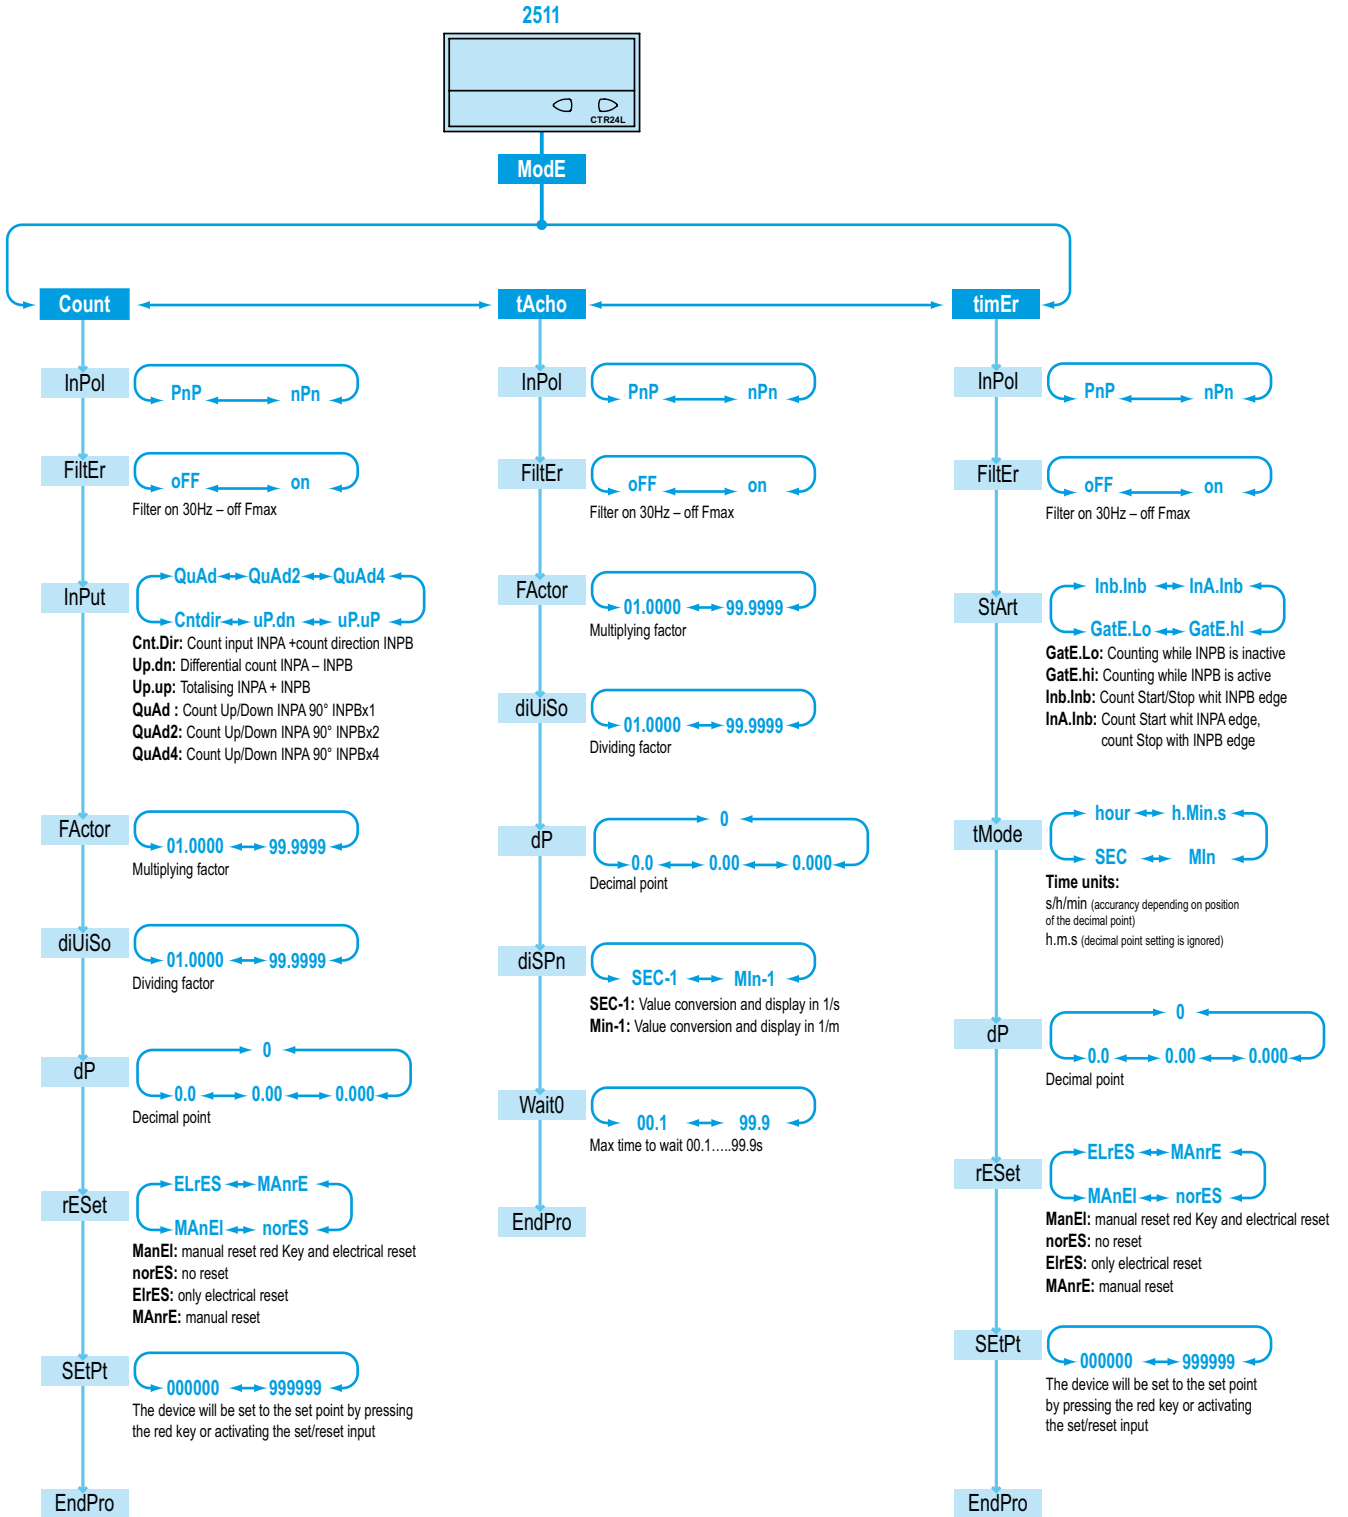 2511
CTR24L
ModE
Count
InPol
PnP nPn
FiltEr
oFF on
Filter on 30Hz – off Fmax
InPut
QuAd QuAd2 QuAd4
Cntdir uP.dn uP.uP
Cnt.Dir: Count input INPA +count direction INPB
Up.dn: Differential count INPA – INPB
Up.up: Totalising INPA + INPB
QuAd : Count Up/Down INPA 90° INPBx1
QuAd2: Count Up/Down INPA 90° INPBx2
QuAd4: Count Up/Down INPA 90° INPBx4
FActor
01.0000 99.9999
Multiplying factor
diUiSo
01.0000 99.9999
Dividing factor
dP
0
0.0 0.00 0.000
Decimal point
rESet
ELrES MAnrE
MAnEl norES
ManEl: manual reset red Key and electrical reset
norES: no reset
ElrES: only electrical reset
MAnrE: manual reset
SEtPt
000000 999999
The device will be set to the set point by pressing
the red key or activating the set/reset input
EndPro
tAcho
InPol
PnP nPn
FiltEr
oFF on
Filter on 30Hz – off Fmax
FActor
01.0000 99.9999
Multiplying factor
diUiSo
01.0000 99.9999
Dividing factor
dP
0
0.0 0.00 0.000
Decimal point
diSPn
SEC-1 MIn-1
SEC-1: Value conversion and display in 1/s
Min-1: Value conversion and display in 1/m
Wait0
00.1 99.9
Max time to wait 00.1.....99.9s
EndPro
timEr
InPol
PnP nPn
FiltEr
oFF on
Filter on 30Hz – off Fmax
StArt
Inb.Inb InA.Inb
GatE.Lo GatE.hI
GatE.Lo: Counting while INPB is inactive
GatE.hi: Counting while INPB is active
Inb.Inb: Count Start/Stop whit INPB edge
InA.Inb: Count Start whit INPA edge,
count Stop with INPB edge
tMode
hour h.Min.s
SEC MIn
Time units:
s/h/min (accurancy depending on position
of the decimal point)
h.m.s (decimal point setting is ignored)
dP
0
0.0 0.00 0.000
Decimal point
rESet
ELrES MAnrE
MAnEl norES
ManEl: manual reset red Key and electrical reset
norES: no reset
ElrES: only electrical reset
MAnrE: manual reset
SEtPt
000000 999999
The device will be set to the set point
by pressing the red key or activating
the set/reset input
EndPro